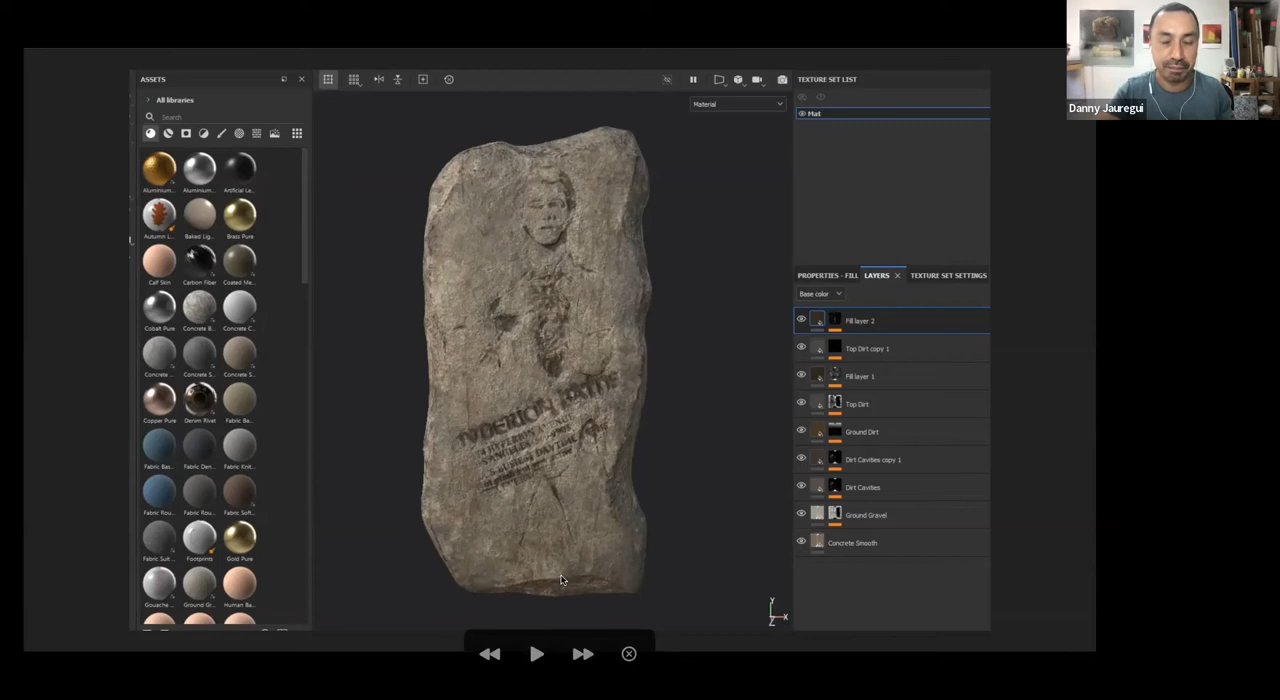 Danny Jauregui
ASSETS
All libraries
Search
Aluminium...
Aluminium...
Artificial Le...
Autumn L...
Baked Lig...
Brass Pure
Calf Skin
Carbon Fiber
Coated Me...
Cobalt Pure
Concrete B...
Concrete C...
Concrete ...
Concrete S...
Concrete S...
Copper Pure
Denim Rivet
Fabric Ba...
Fabric Bas...
Fabric Den...
Fabric Knit...
Fabric Rou...
Fabric Rou...
Fabric Soft...
Fabric Suit ...
Footprints
Gold Pure
Gouache ...
Ground Gr...
Human Ba...
Material
TEXTURE SET LIST
Mat
PROPERTIES - FILL
LAYERS
TEXTURE SET SETTINGS
Base color
Fill layer 2
Top Dirt copy 1
Fill layer 1
Top Dirt
Ground Dirt
Dirt Cavities copy 1
Dirt Cavities
Ground Gravel
Concrete Smooth
Y
X
Z